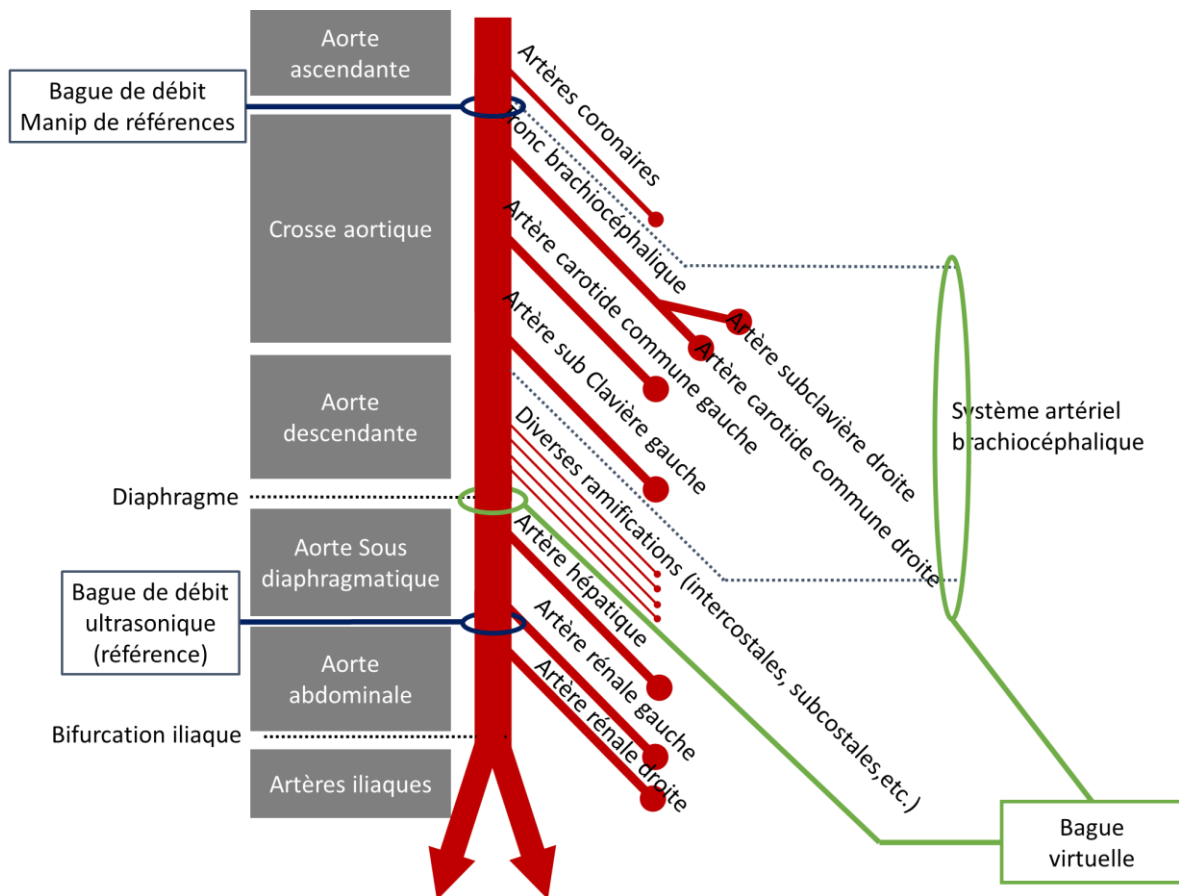 Aorte
ascendante
Bague de débit
Manip de références
Crosse aortique
Aorte
descendante
Diaphragme
Aorte Sous
diaphragmatique
Bague de débit
ultrasonique
(référence)
Aorte
abdominale
Bifurcation iliaque
Artères iliaques
Artères coronaires
Tronc brachiocéphalique
Artère carotide commune gauche
Artère sub Clavière gauche
Artère subclavière droite
Artère carotide commune droite
Diverses ramifications (intercostales, subcostales,etc.)
Artère hépatique
Artère rénale gauche
Artère rénale droite
Système artériel
brachiocéphalique
Bague
virtuelle